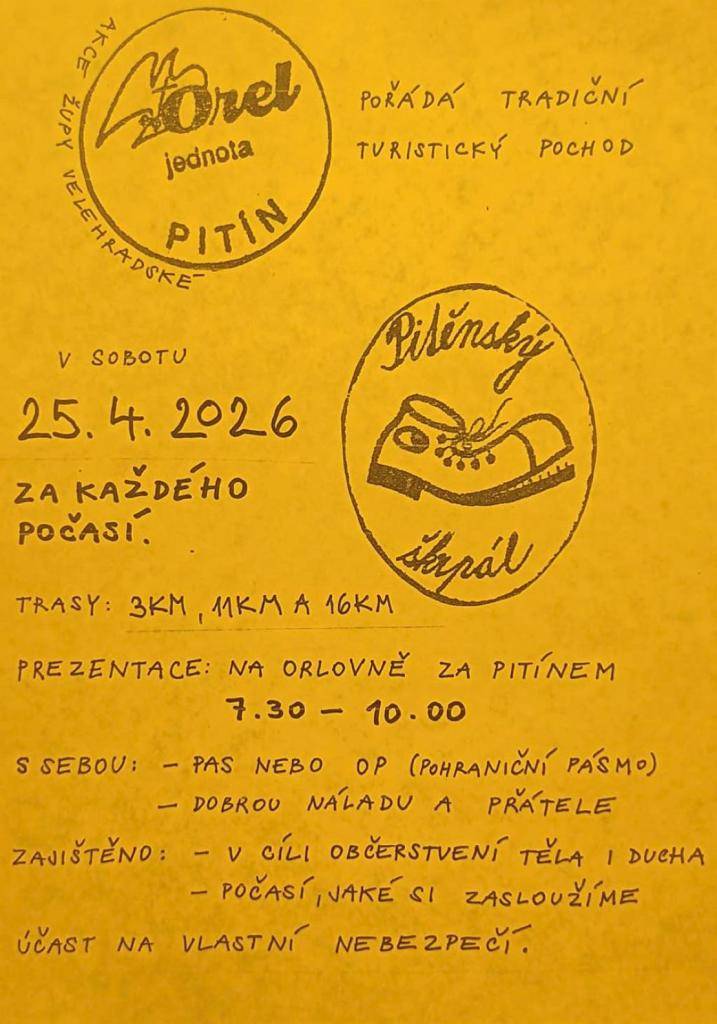 AKCE ŽUPY VELEHRADSKÉ
Orel
jednota
PITÍN
POŘÁDÁ TRADIČNÍ
TURISTICKÝ POCHOD
Pitěnský
škrpál
V SOBOTU
25. 4. 2026
ZA KAŽDÉHO
POČASÍ.
TRASY: 3KM, 11KM A 16KM
PREZENTACE: NA ORLOVNĚ ZA PITÍNEM
7.30 – 10.00
S SEBOU: – PAS NEBO OP (POHRANIČNÍ PÁSMO)
– DOBROU NÁLADU A PŘÁTELE
ZAJIŠTĚNO: – V CÍLI OBČERSTVENÍ TĚLA I DUCHA
– POČASÍ, JAKÉ SI ZASLOUŽÍME
ÚČAST NA VLASTNÍ NEBEZPEČÍ.